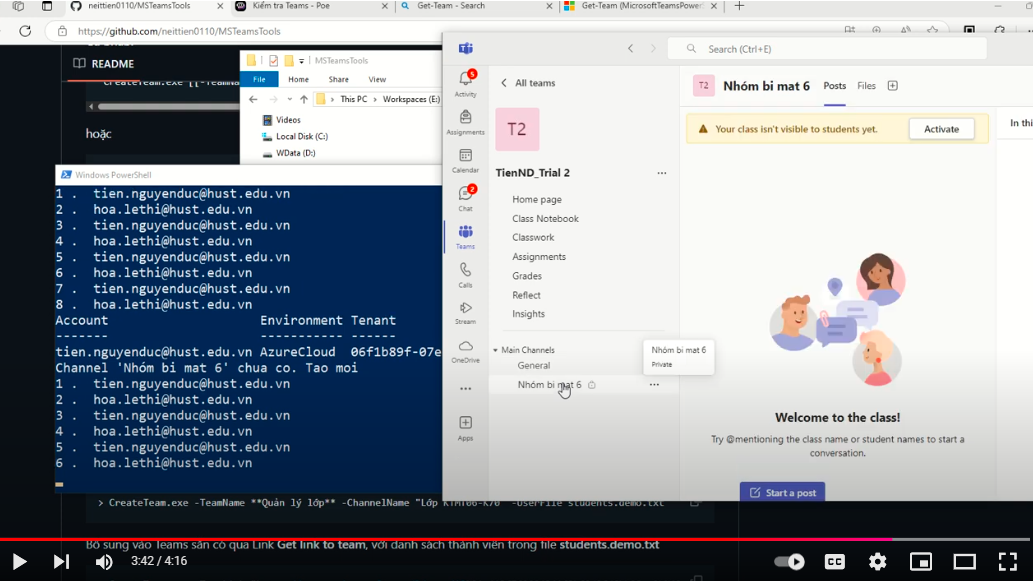 neittien0110/MSTeamsTools
Kiểm tra Teams - Poe
Get-Team - Search
Get-Team (MicrosoftTeamsPowerS
https://github.com/neittien0110/MSTeamsTools
README
hoặc
MSTeamsTools
File Home Share View
This PC > Workspaces (E:)
Videos
Local Disk (C:)
WData (D:)
Windows PowerShell
1 . tien.nguyenduc@hust.edu.vn
2 . hoa.lethi@hust.edu.vn
3 . tien.nguyenduc@hust.edu.vn
4 . hoa.lethi@hust.edu.vn
5 . tien.nguyenduc@hust.edu.vn
6 . hoa.lethi@hust.edu.vn
7 . tien.nguyenduc@hust.edu.vn
8 . hoa.lethi@hust.edu.vn
Account Environment Tenant
------- ----------- ------
tien.nguyenduc@hust.edu.vn AzureCloud 06f1b89f-07e
Channel 'Nhóm bi mat 6' chua co. Tao moi
1 . tien.nguyenduc@hust.edu.vn
2 . hoa.lethi@hust.edu.vn
3 . tien.nguyenduc@hust.edu.vn
4 . hoa.lethi@hust.edu.vn
5 . tien.nguyenduc@hust.edu.vn
6 . hoa.lethi@hust.edu.vn
Search (Ctrl+E)
5
Activity
Assignments
Calendar
2
Chat
Teams
Calls
Stream
OneDrive
Apps
All teams
T2
TienND_Trial 2
Home page
Class Notebook
Classwork
Assignments
Grades
Reflect
Insights
Main Channels
General
Nhóm bi mat 6
Nhóm bi mat 6
Private
T2 Nhóm bi mat 6 Posts Files
Your class isn't visible to students yet. Activate
In thi
Welcome to the class!
Try @mentioning the class name or student names to start a
conversation.
Start a post
> CreateTeam.exe -TeamName **Quản lý lớp** -ChannelName "Lớp KTMT06-K70" -UserFile students.demo.txt
Bổ sung vào Teams sẵn có qua Link Get link to team, với danh sách thành viên trong file students.demo.txt
3:42 / 4:16
CC